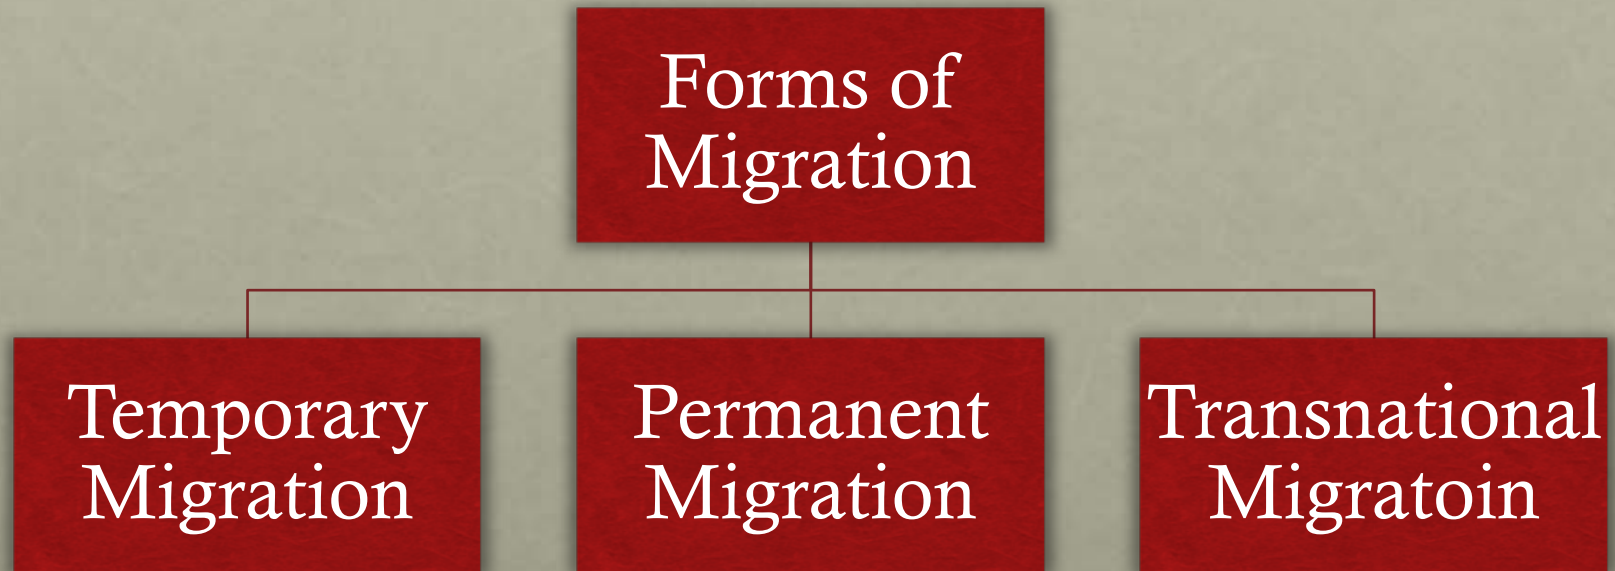 Forms of
Migration
Temporary
Migration
Permanent
Migration
Transnational
Migratoin